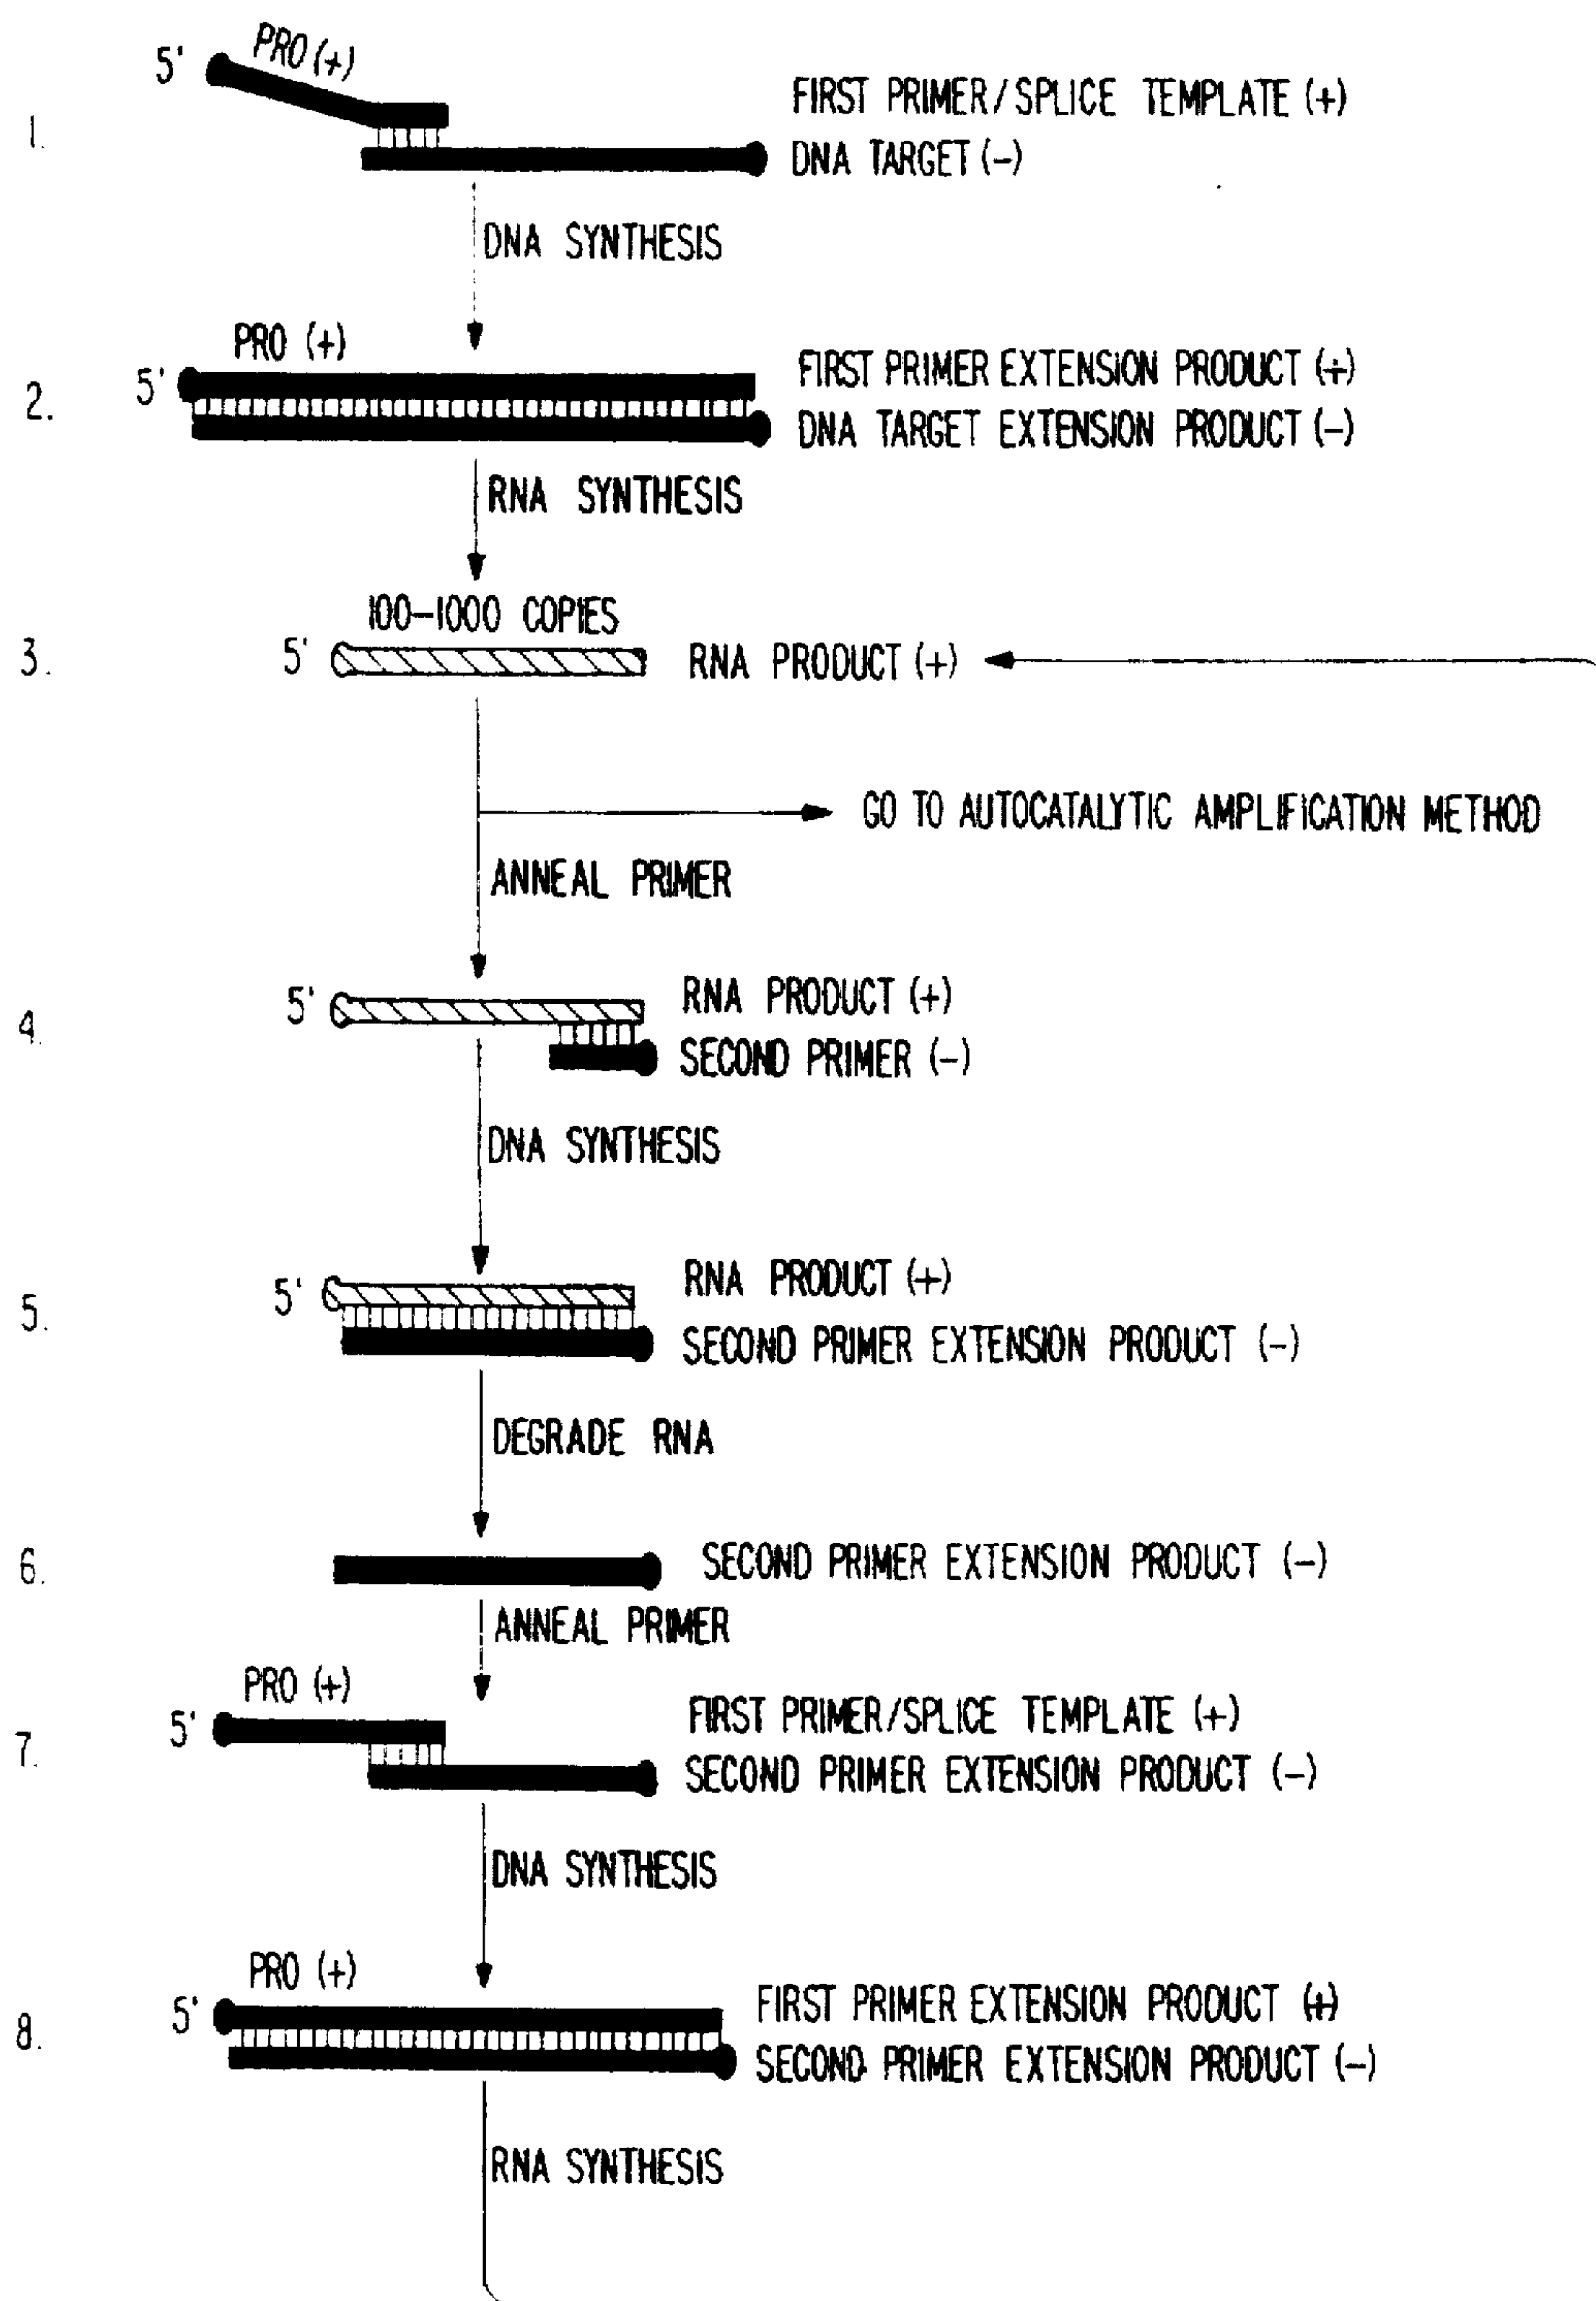 5' PRO (+)
1.
FIRST PRIMER/SPLICE TEMPLATE (+)
DNA TARGET (-)
DNA SYNTHESIS
PRO (+)
2.
5'
FIRST PRIMER EXTENSION PRODUCT (+)
DNA TARGET EXTENSION PRODUCT (-)
RNA SYNTHESIS
100-1000 COPIES
3.
5'
RNA PRODUCT (+)
GO TO AUTOCATALYTIC AMPLIFICATION METHOD
ANNEAL PRIMER
4.
5'
RNA PRODUCT (+)
SECOND PRIMER (-)
DNA SYNTHESIS
5.
5'
RNA PRODUCT (+)
SECOND PRIMER EXTENSION PRODUCT (-)
DEGRADE RNA
6.
SECOND PRIMER EXTENSION PRODUCT (-)
ANNEAL PRIMER
PRO (+)
7.
5'
FIRST PRIMER/SPLICE TEMPLATE (+)
SECOND PRIMER EXTENSION PRODUCT (-)
DNA SYNTHESIS
PRO (+)
8.
5'
FIRST PRIMER EXTENSION PRODUCT (+)
SECOND PRIMER EXTENSION PRODUCT (-)
RNA SYNTHESIS